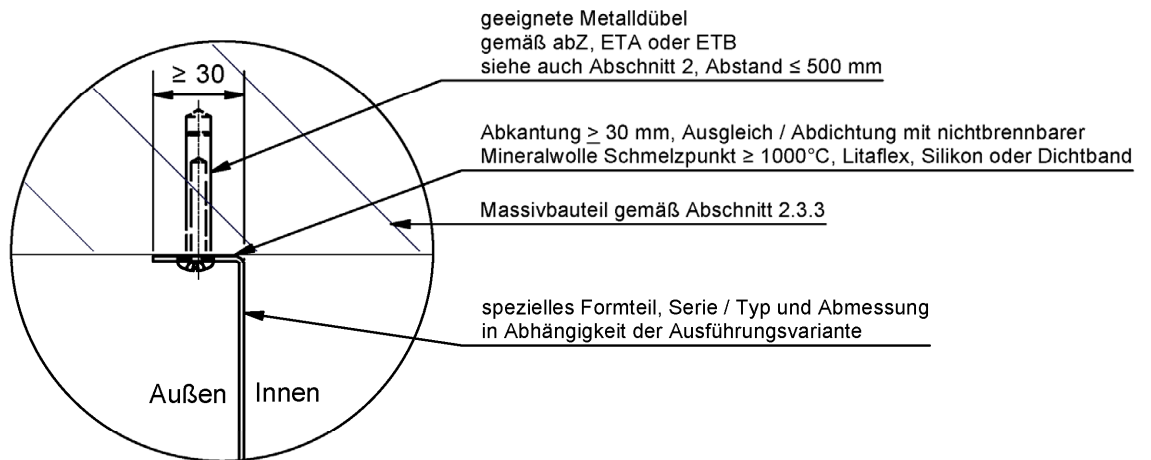 geeignete Metalldübel
gemäß abZ, ETA oder ETB
siehe auch Abschnitt 2, Abstand ≤ 500 mm
≥ 30
Abkantung ≥ 30 mm, Ausgleich / Abdichtung mit nichtbrennbarer
Mineralwolle Schmelzpunkt ≥ 1000°C, Litaflex, Silikon oder Dichtband
Massivbauteil gemäß Abschnitt 2.3.3
spezielles Formteil, Serie / Typ und Abmessung
in Abhängigkeit der Ausführungsvariante
Außen Innen